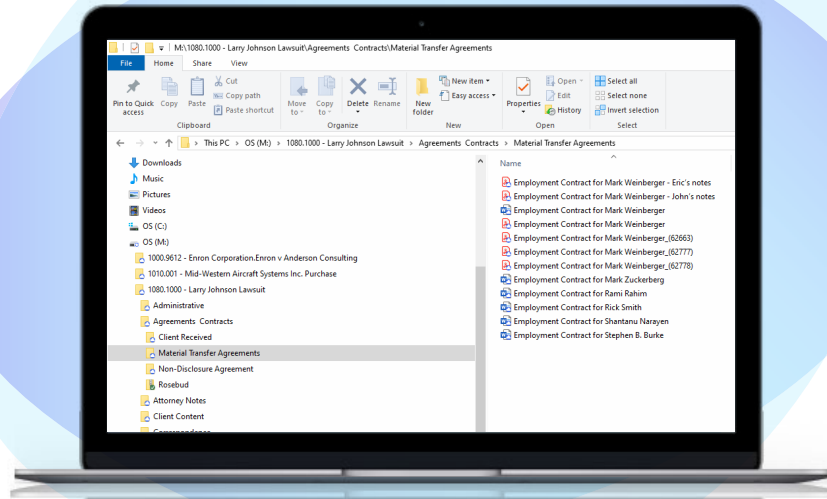 M:\1080.1000 - Larry Johnson Lawsuit\Agreements  Contracts\Material Transfer Agreements
File Home Share View
Pin to Quick access
Copy
Paste
Cut
Copy path
Paste shortcut
Move to
Copy to
Delete
Rename
New folder
New item
Easy access
Properties
Open
Edit
History
Select all
Select none
Invert selection
Clipboard Organize New Open Select
This PC > OS (M:) > 1080.1000 - Larry Johnson Lawsuit > Agreements  Contracts > Material Transfer Agreements
Downloads
Music
Pictures
Videos
OS (C:)
OS (M:)
1000.9612 - Enron Corporation.Enron v Anderson Consulting
1010.001 - Mid-Western Aircraft Systems Inc. Purchase
1080.1000 - Larry Johnson Lawsuit
Administrative
Agreements  Contracts
Client Received
Material Transfer Agreements
Non-Disclosure Agreement
Rosebud
Attorney Notes
Client Content
Name
Employment Contract for Mark Weinberger - Eric's notes
Employment Contract for Mark Weinberger - John's notes
Employment Contract for Mark Weinberger
Employment Contract for Mark Weinberger
Employment Contract for Mark Weinberger_(62663)
Employment Contract for Mark Weinberger_(62777)
Employment Contract for Mark Weinberger_(62778)
Employment Contract for Mark Zuckerberg
Employment Contract for Rami Rahim
Employment Contract for Rick Smith
Employment Contract for Shantanu Narayen
Employment Contract for Stephen B. Burke